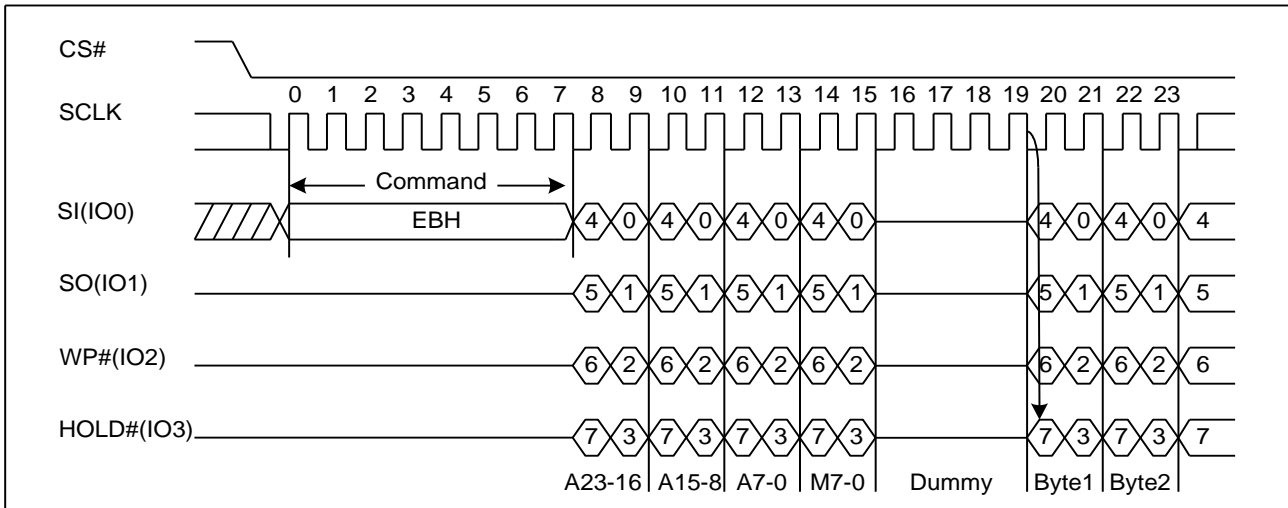 CS#
0 1 2 3 4 5 6 7 8 9 10 11 12 13 14 15 16 17 18 19 20 21 22 23
SCLK
Command
SI(IO0) EBH 4 0 4 0 4 0 4 0 4 0 4 0 4
SO(IO1) 5 1 5 1 5 1 5 1 5 1 5 1 5
WP#(IO2) 6 2 6 2 6 2 6 2 6 2 6 2 6
HOLD#(IO3) 7 3 7 3 7 3 7 3 7 3 7 3 7
A23-16 A15-8 A7-0 M7-0 Dummy Byte1 Byte2